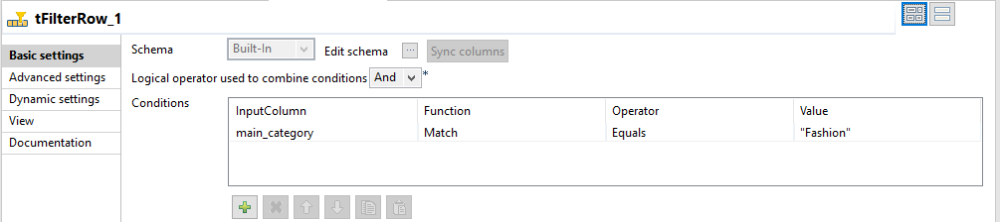 tFilterRow_1
Basic settings
Advanced settings
Dynamic settings
View
Documentation
Schema Built-In Edit schema ... Sync columns
Logical operator used to combine conditions And *
Conditions
InputColumn Function Operator Value
main_category Match Equals "Fashion"